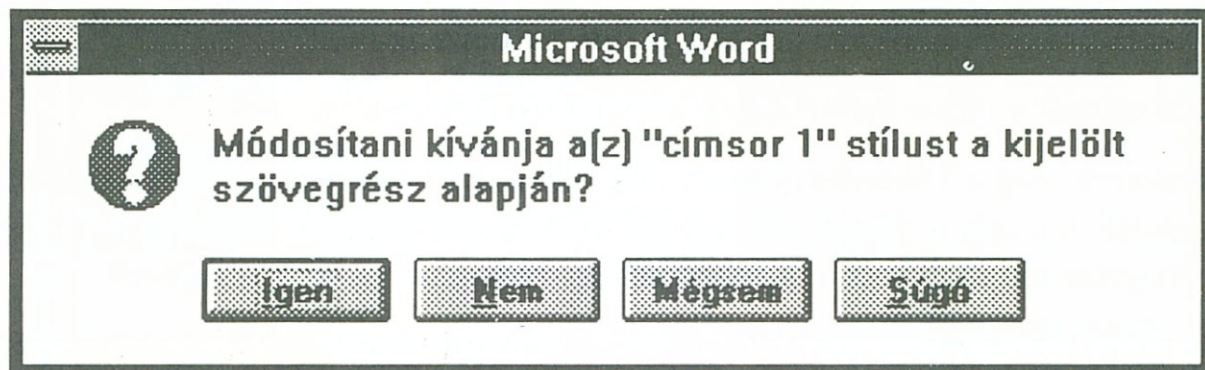 Microsoft Word
Módosítani kívánja a(z) "címsor 1" stílust a kijelölt
szövegrész alapján?
Igen Nem Mégsem Súgó